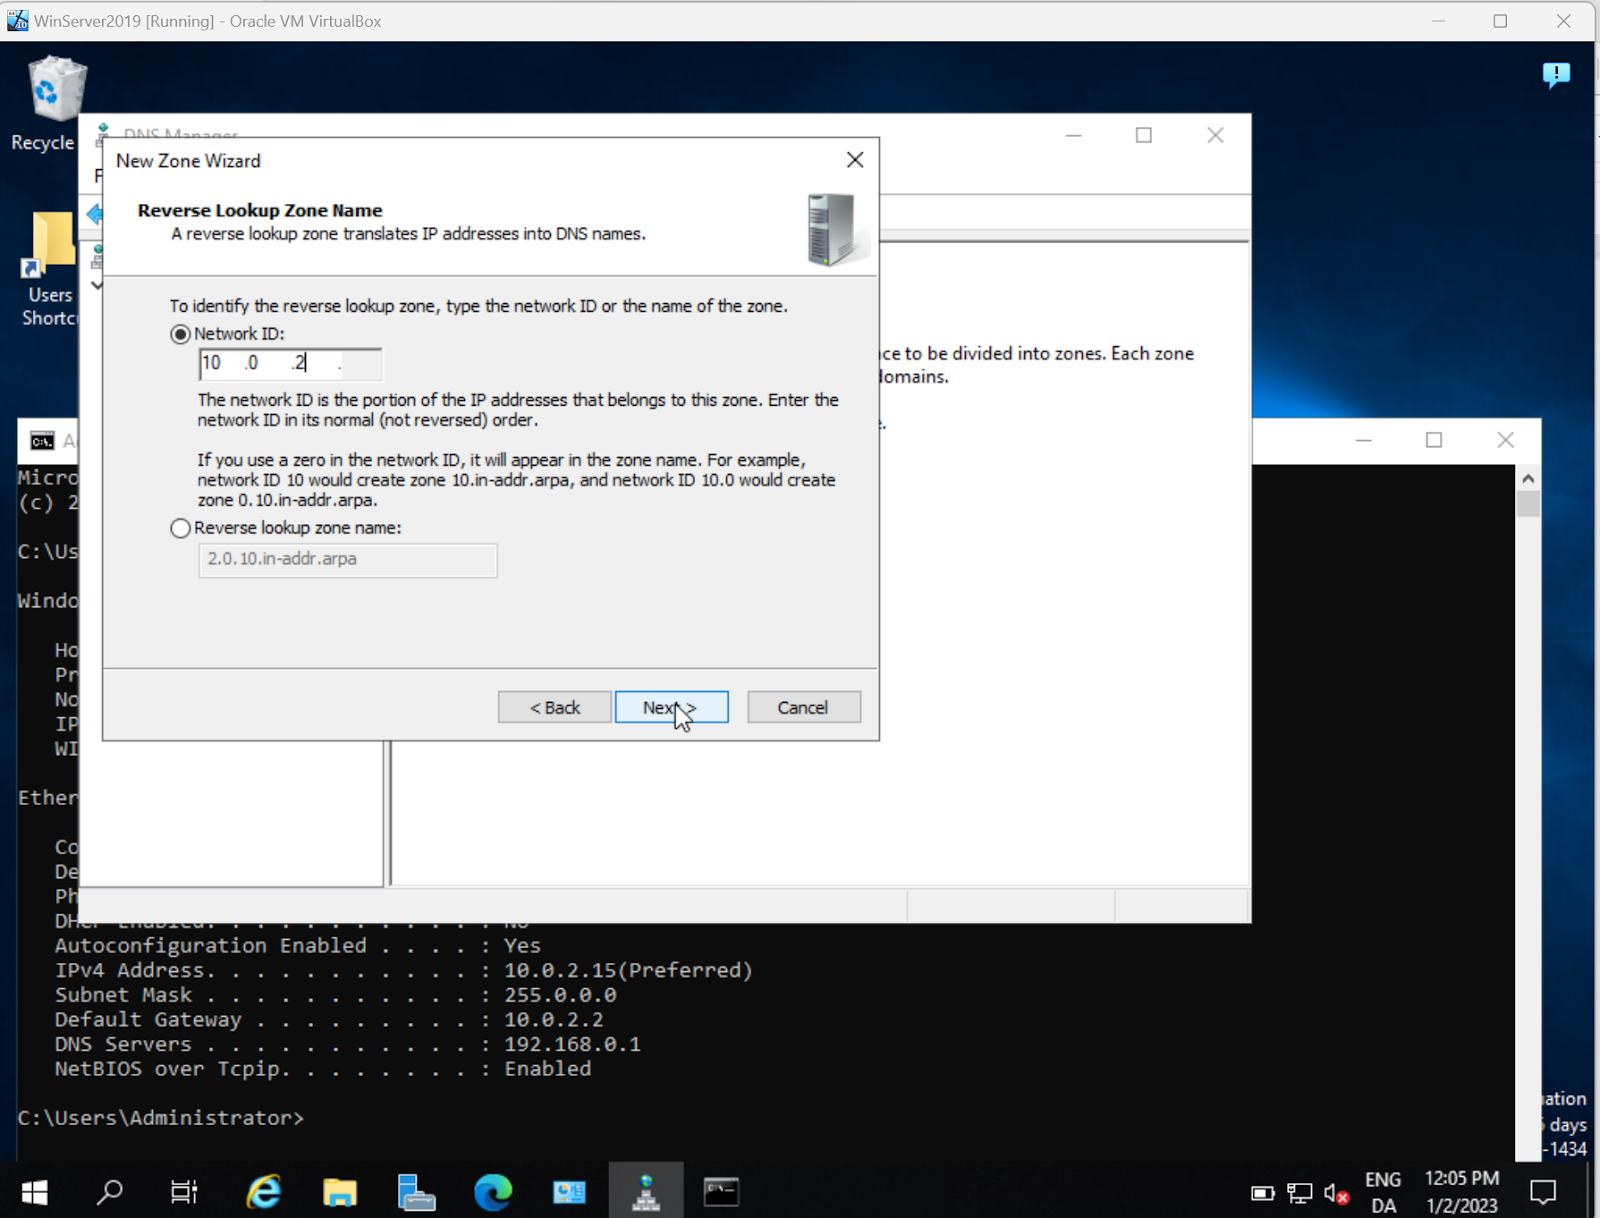 WinServer2019 [Running] - Oracle VM VirtualBox
Recycle
DNS Manager
New Zone Wizard
Reverse Lookup Zone Name
A reverse lookup zone translates IP addresses into DNS names.
Users
Shortc
To identify the reverse lookup zone, type the network ID or the name of the zone.
Network ID:
10 .0 .2 .
The network ID is the portion of the IP addresses that belongs to this zone. Enter the
network ID in its normal (not reversed) order.
If you use a zero in the network ID, it will appear in the zone name. For example,
network ID 10 would create zone 10.in-addr.arpa, and network ID 10.0 would create
zone 0.10.in-addr.arpa.
Reverse lookup zone name:
2.0.10.in-addr.arpa
< Back
Next >
Cancel
ce to be divided into zones. Each zone
domains.
Micro
(c) 2
C:\Us
Windo
Ho
Pr
No
IP
WI
Ether
Co
De
Ph
DHCP Enabled. . . . . . . . . . . : No
Autoconfiguration Enabled . . . . : Yes
IPv4 Address. . . . . . . . . . . : 10.0.2.15(Preferred)
Subnet Mask . . . . . . . . . . . : 255.0.0.0
Default Gateway . . . . . . . . . : 10.0.2.2
DNS Servers . . . . . . . . . . . : 192.168.0.1
NetBIOS over Tcpip. . . . . . . . : Enabled
C:\Users\Administrator>
ation
days
-1434
ENG
DA
12:05 PM
1/2/2023